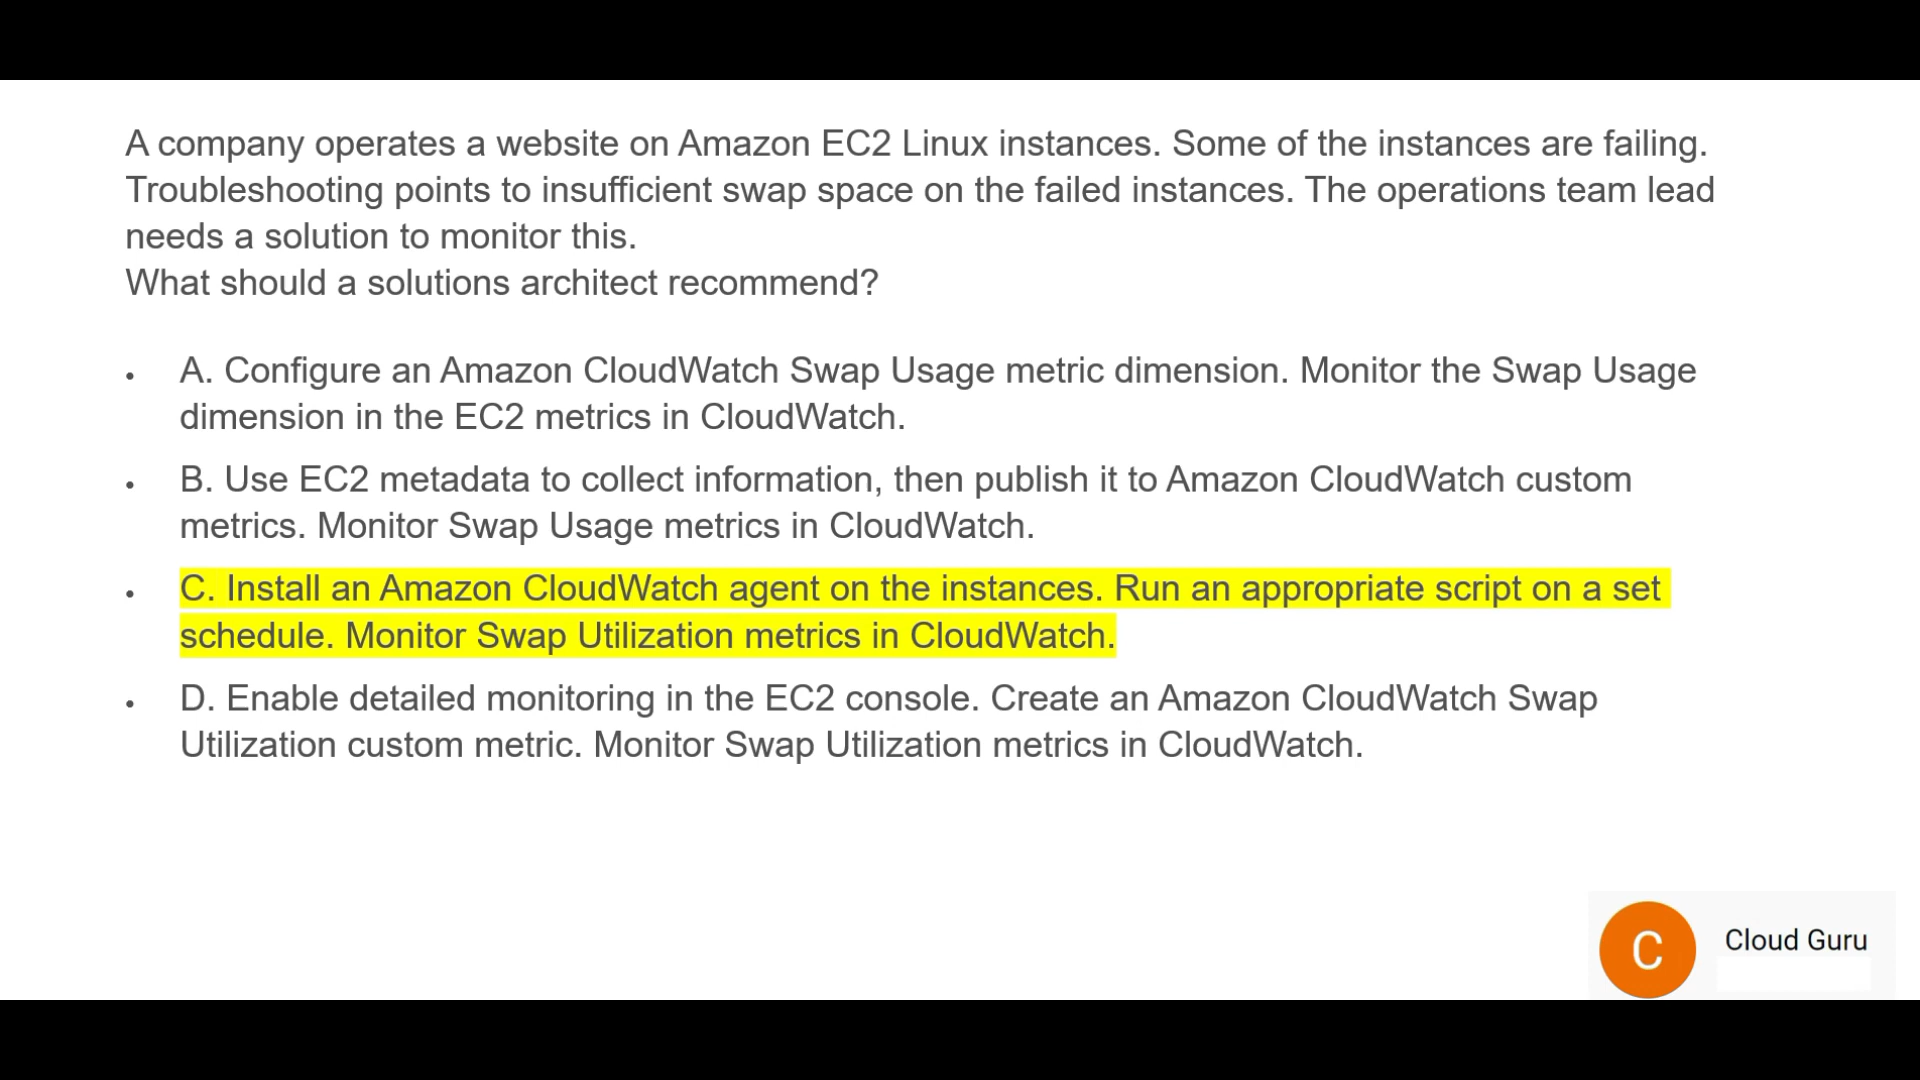 A company operates a website on Amazon EC2 Linux instances. Some of the instances are failing.
Troubleshooting points to insufficient swap space on the failed instances. The operations team lead
needs a solution to monitor this.
What should a solutions architect recommend?
• A. Configure an Amazon CloudWatch Swap Usage metric dimension. Monitor the Swap Usage
dimension in the EC2 metrics in CloudWatch.
• B. Use EC2 metadata to collect information, then publish it to Amazon CloudWatch custom
metrics. Monitor Swap Usage metrics in CloudWatch.
• C. Install an Amazon CloudWatch agent on the instances. Run an appropriate script on a set
schedule. Monitor Swap Utilization metrics in CloudWatch.
• D. Enable detailed monitoring in the EC2 console. Create an Amazon CloudWatch Swap
Utilization custom metric. Monitor Swap Utilization metrics in CloudWatch.
C
Cloud Guru